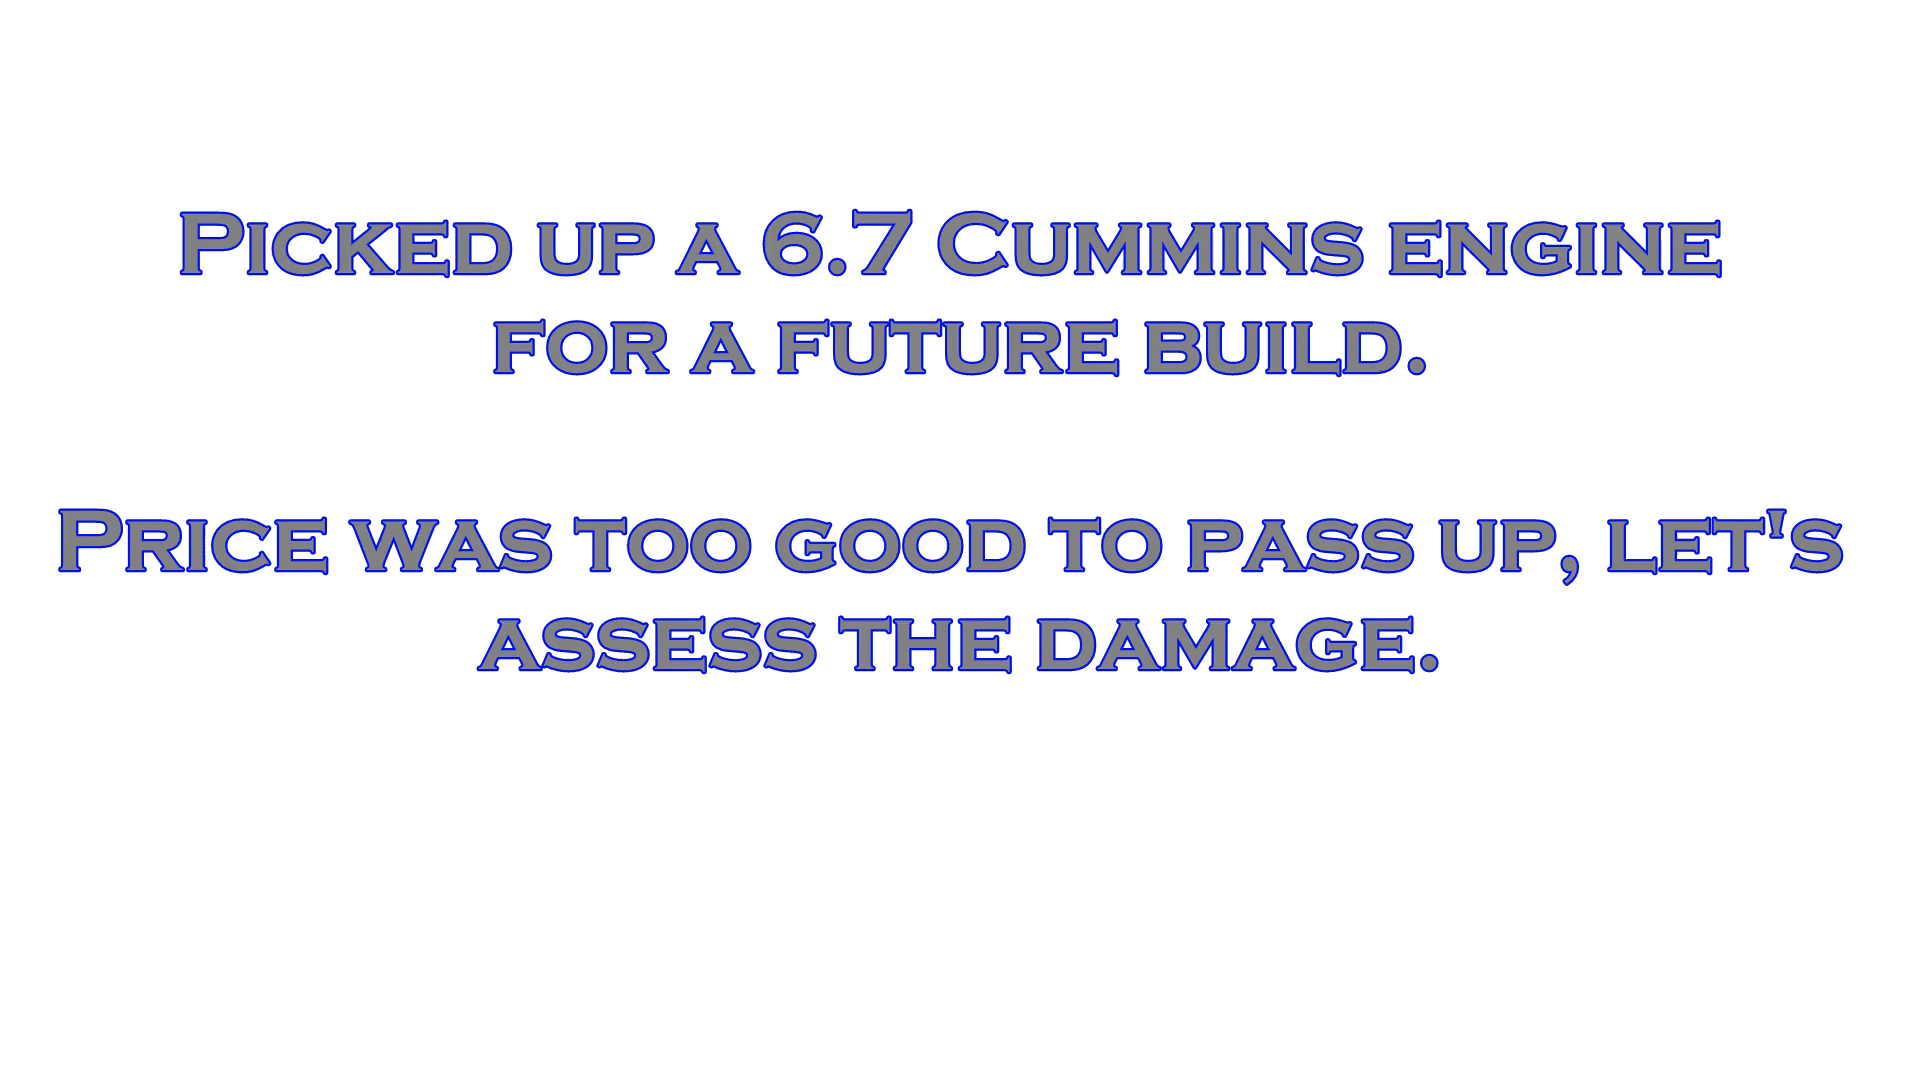 Picked up a 6.7 Cummins engine
for a future build.
Price was too good to pass up, let's
assess the damage.